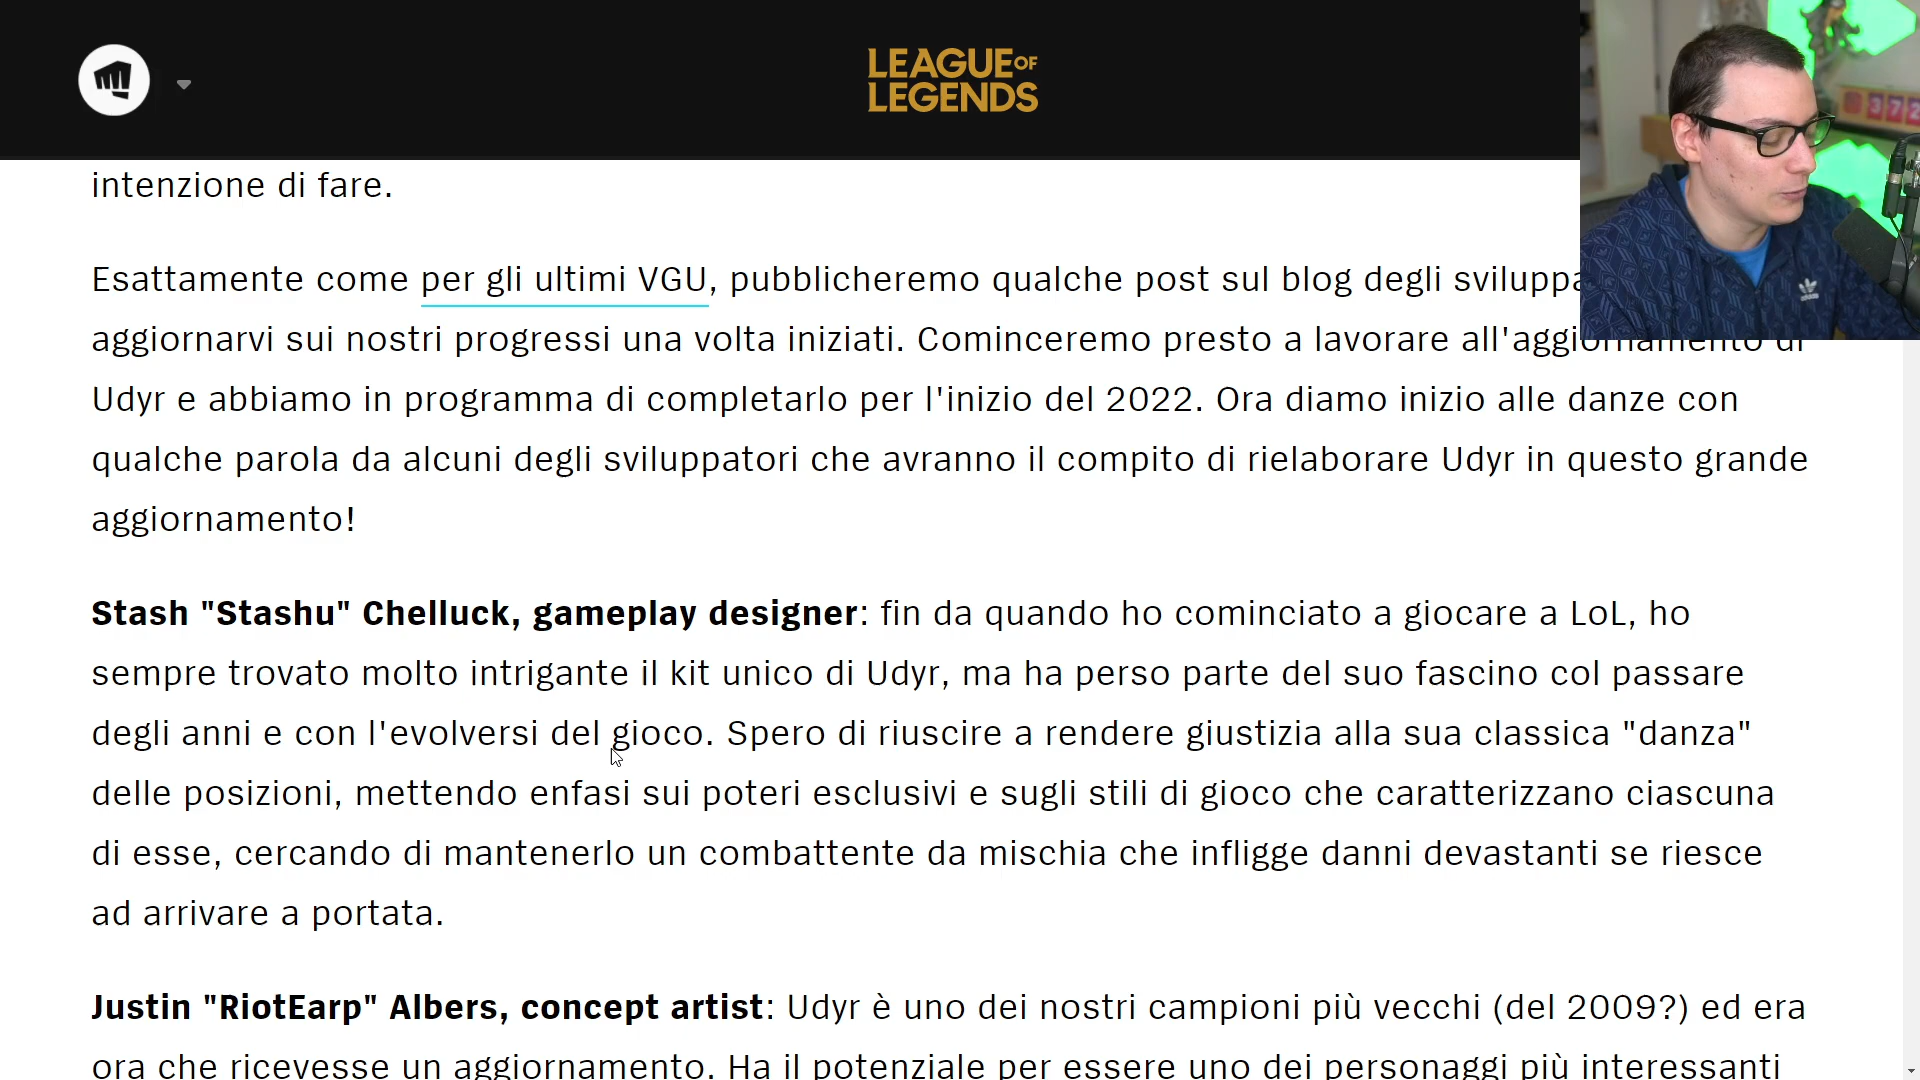 LEAGUE OF
LEGENDS
372
intenzione di fare.
Esattamente come per gli ultimi VGU, pubblicheremo qualche post sul blog degli
aggiornarvi sui nostri progressi una volta iniziati. Cominceremo presto a lavorare all'aggiornamento di
Udyr e abbiamo in programma di completarlo per l'inizio del 2022. Ora diamo inizio alle danze con
qualche parola da alcuni degli sviluppatori che avranno il compito di rielaborare Udyr in questo grande
aggiornamento!
Stash "Stashu" Chelluck, gameplay designer: fin da quando ho cominciato a giocare a LoL, ho
sempre trovato molto intrigante il kit unico di Udyr, ma ha perso parte del suo fascino col passare
degli anni e con l'evolversi del gioco. Spero di riuscire a rendere giustizia alla sua classica "danza"
delle posizioni, mettendo enfasi sui poteri esclusivi e sugli stili di gioco che caratterizzano ciascuna
di esse, cercando di mantenerlo un combattente da mischia che infligge danni devastanti se riesce
ad arrivare a portata.
Justin "RiotEarp" Albers, concept artist: Udyr è uno dei nostri campioni più vecchi (del 2009?) ed era
ora che ricevesse un aggiornamento. Ha il potenziale per essere uno dei personaggi più interessanti